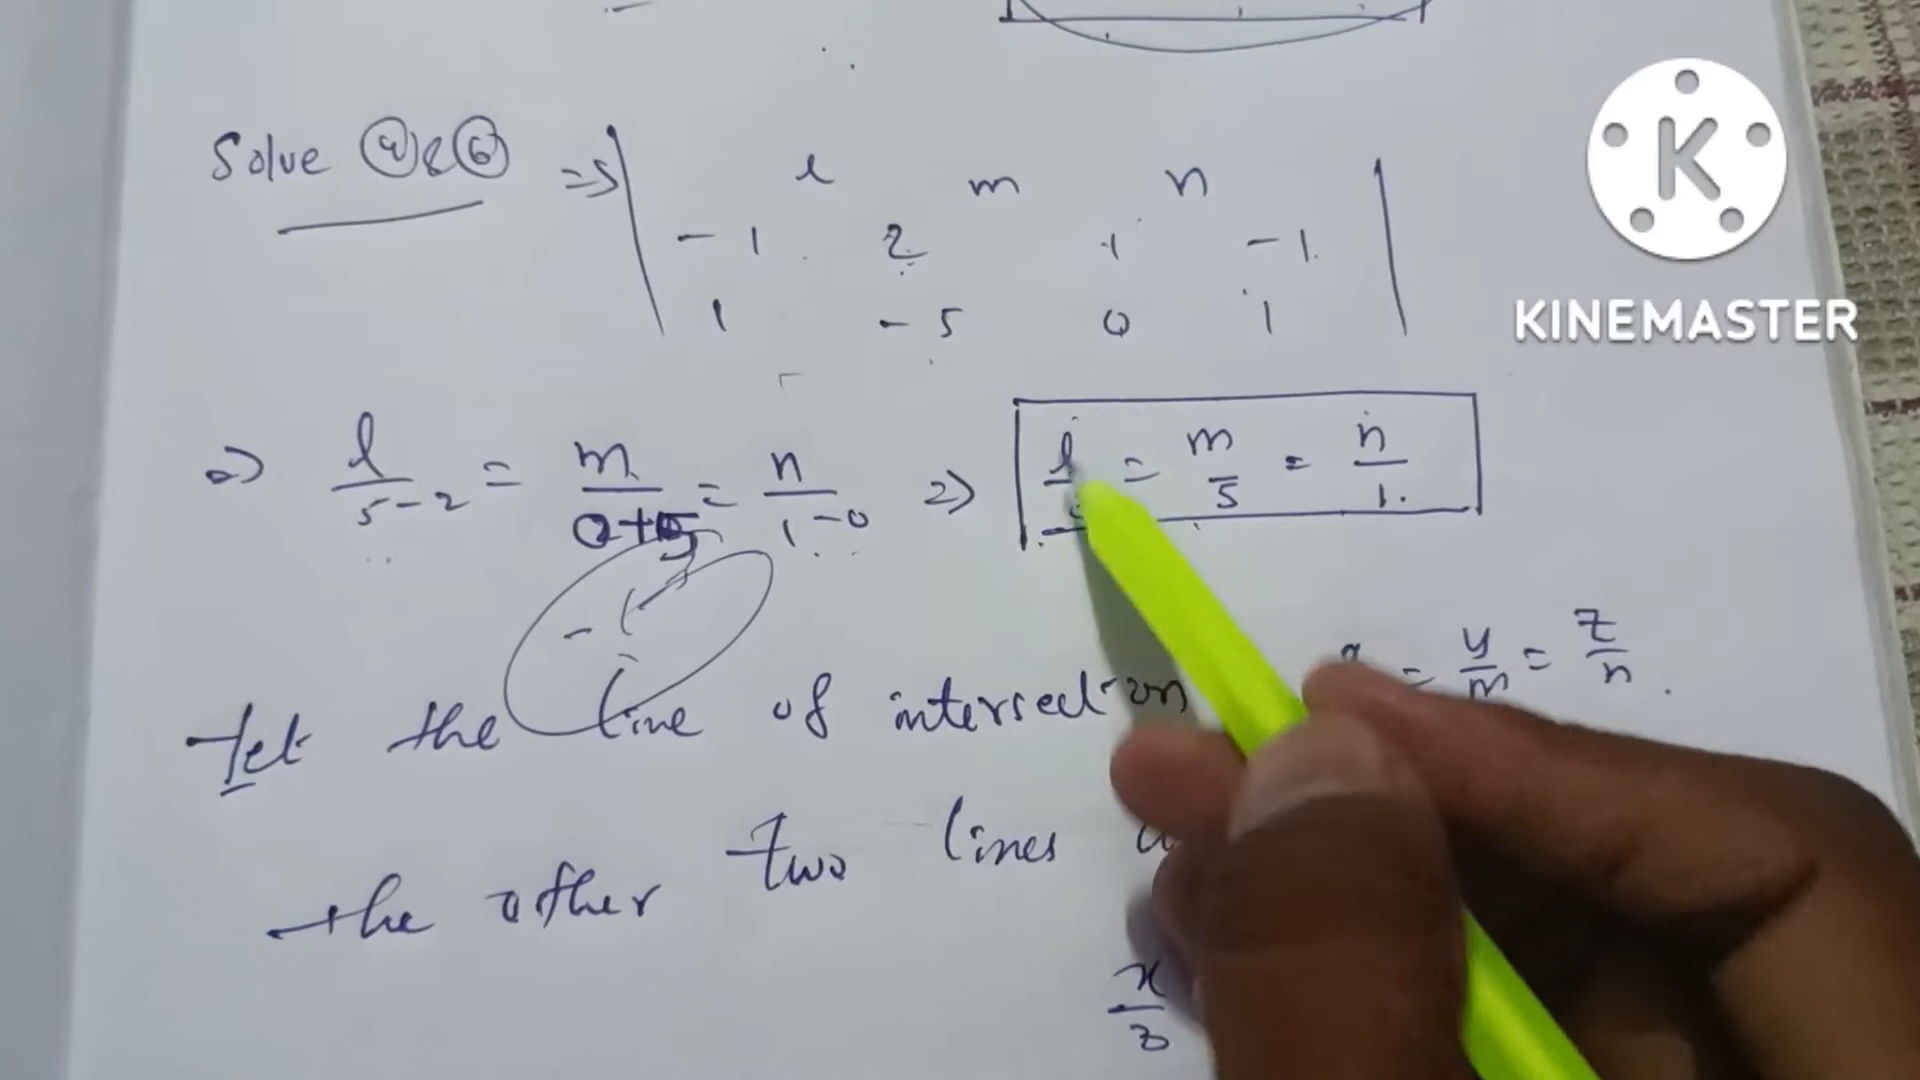 Solve ④ & ⑥ => l m n
-1 2 1 -1
1 -5 0 1
=> l/5-2 = m/0+5 = n/1-0 => l/ = m/5 = n/1.
Let the line of intersection = y/m = z/n.
the other two lines
x/3
K
KINEMASTER